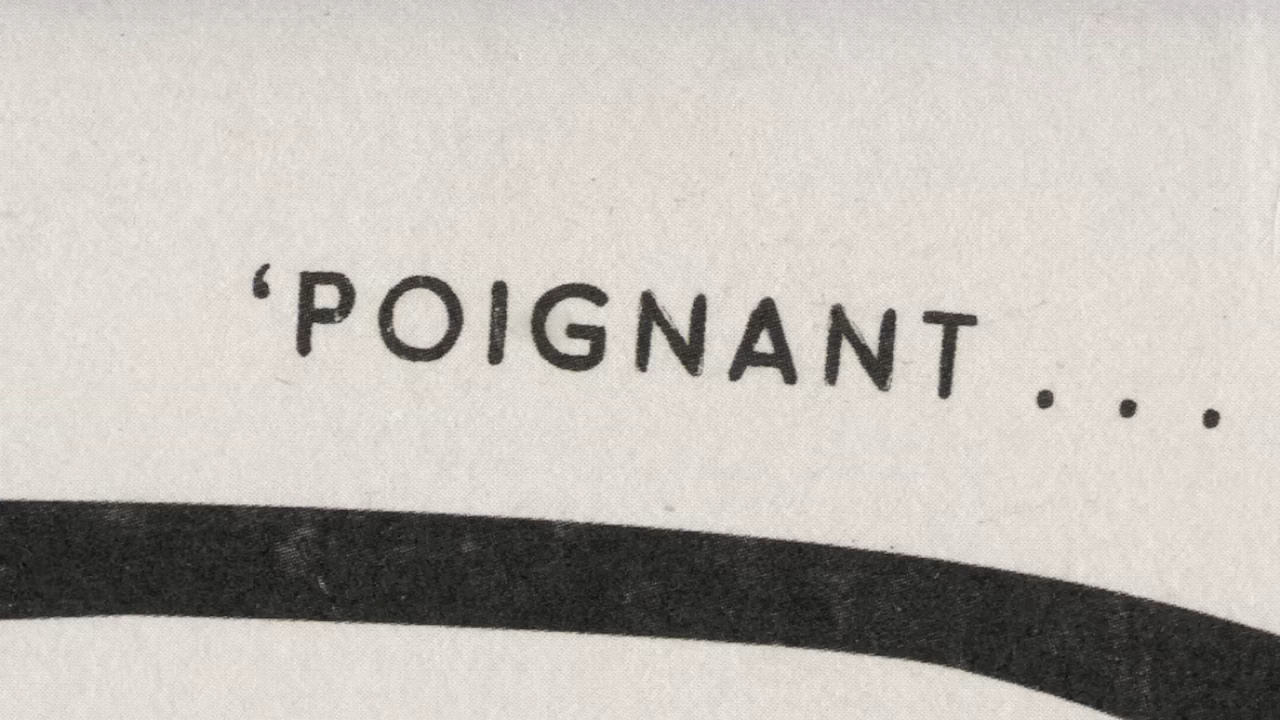 ‘POIGNANT . . .